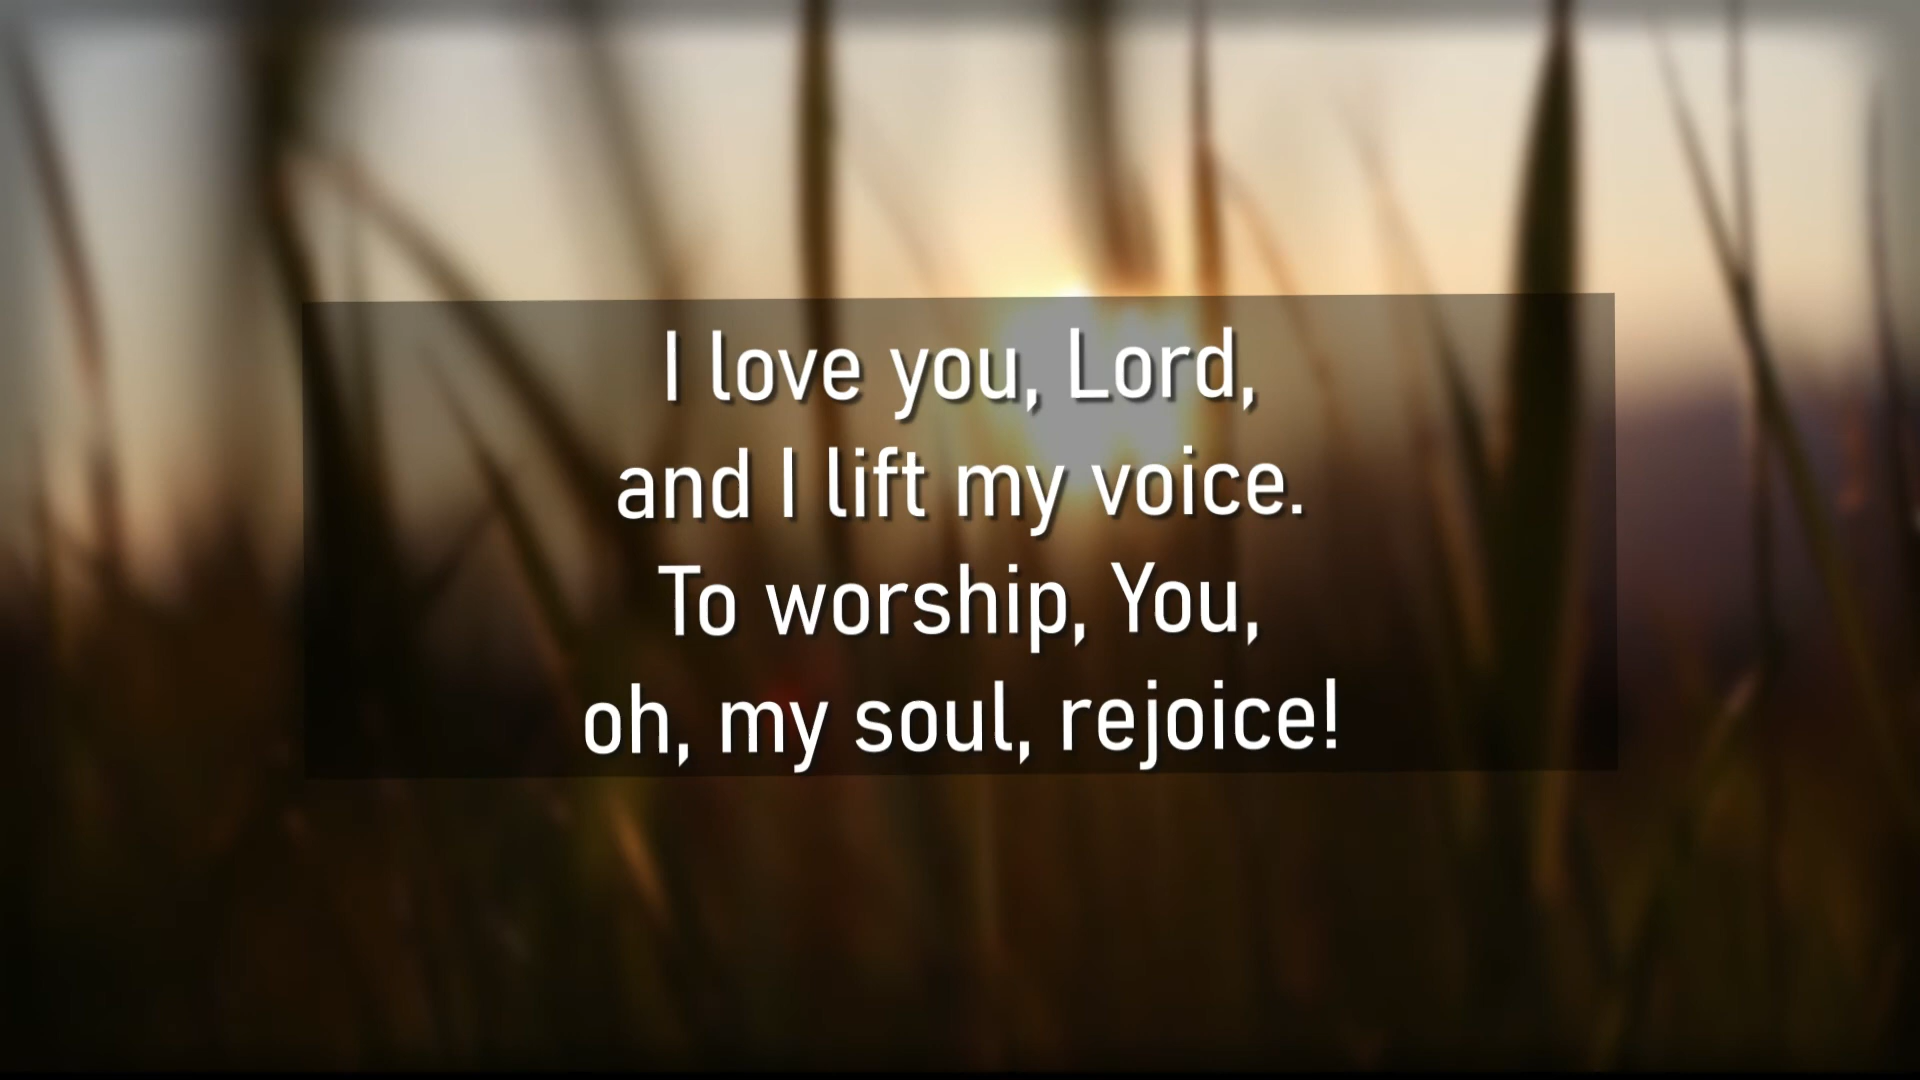 I love you, Lord,
and I lift my voice.
To worship, You,
oh, my soul, rejoice!